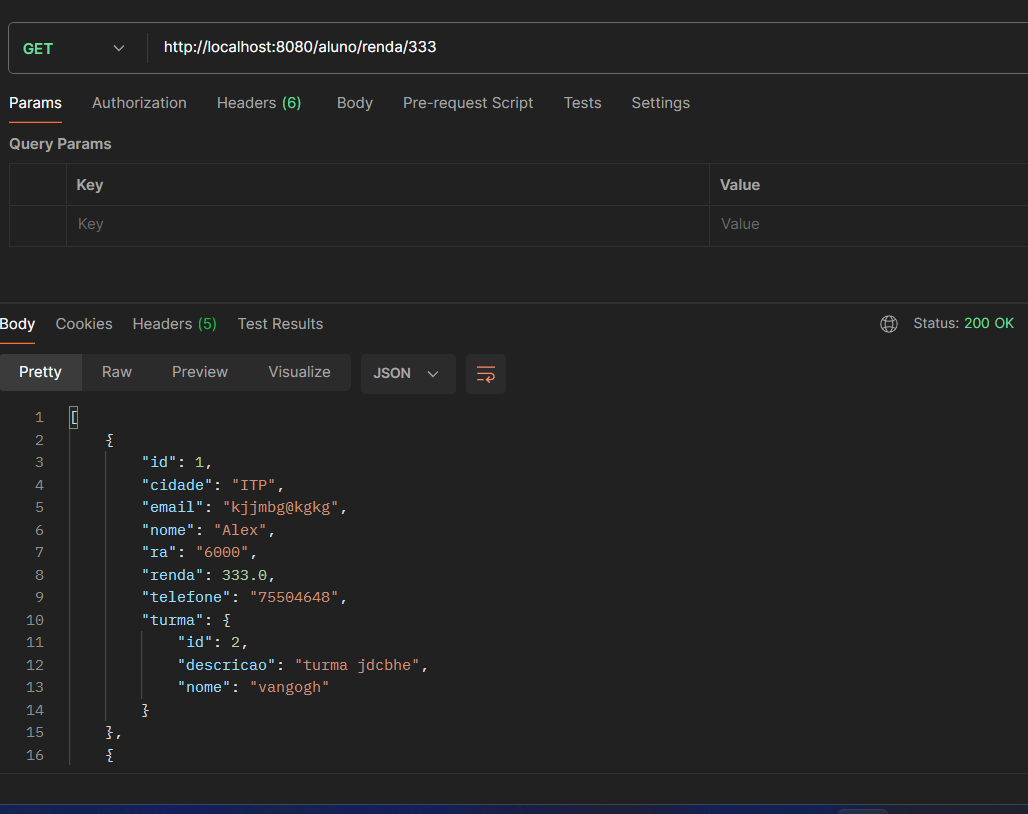 GET http://localhost:8080/aluno/renda/333
Params Authorization Headers (6) Body Pre-request Script Tests Settings
Query Params
Key Value
Key Value
Body Cookies Headers (5) Test Results Status: 200 OK
Pretty Raw Preview Visualize JSON
1 [
2 {
3 "id": 1,
4 "cidade": "ITP",
5 "email": "kjjmbg@kgkg",
6 "nome": "Alex",
7 "ra": "6000",
8 "renda": 333.0,
9 "telefone": "75504648",
10 "turma": {
11 "id": 2,
12 "descricao": "turma jdcbhe",
13 "nome": "vangogh"
14 }
15 },
16 {